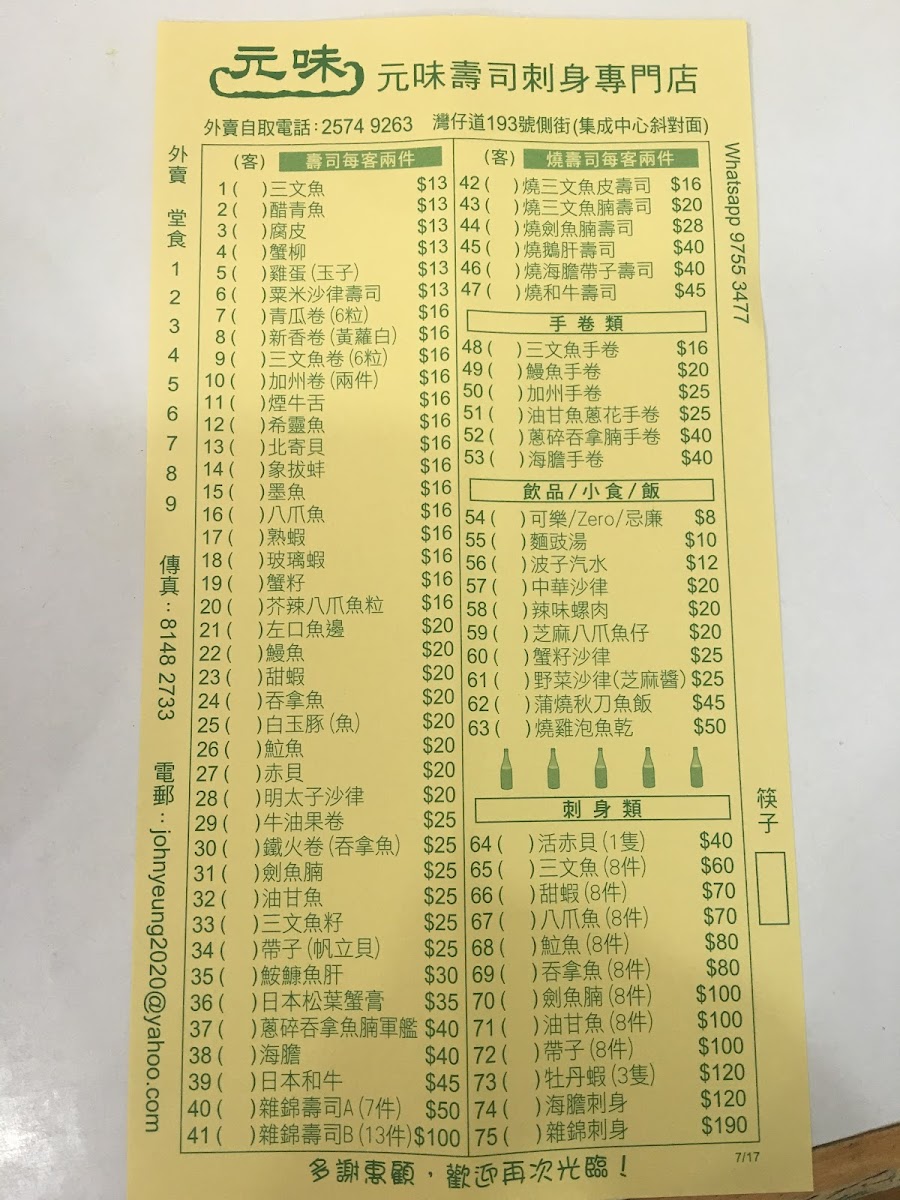 元味 元味壽司刺身專門店
外賣自取電話:2574 9263 灣仔道193號側街(集成中心斜對面)
外賣 堂食 1 2 3 4 5 6 7 8 9 傳真:8148 2733 電郵:johnyeung2020@yahoo.com
(客) 壽司每客兩件
1 ( )三文魚 $13
2 ( )醋青魚 $13
3 ( )腐皮 $13
4 ( )蟹柳 $13
5 ( )雞蛋(玉子) $13
6 ( )粟米沙律壽司 $13
7 ( )青瓜卷(6粒) $16
8 ( )新香卷(黃蘿白) $16
9 ( )三文魚卷(6粒) $16
10 ( )加州卷(兩件) $16
11 ( )煙牛舌 $16
12 ( )希靈魚 $16
13 ( )北寄貝 $16
14 ( )象拔蚌 $16
15 ( )墨魚 $16
16 ( )八爪魚 $16
17 ( )熟蝦 $16
18 ( )玻璃蝦 $16
19 ( )蟹籽 $16
20 ( )芥辣八爪魚粒 $16
21 ( )左口魚邊 $20
22 ( )鰻魚 $20
23 ( )甜蝦 $20
24 ( )吞拿魚 $20
25 ( )白玉豚(魚) $20
26 ( )鮋魚 $20
27 ( )赤貝 $20
28 ( )明太子沙律 $20
29 ( )牛油果卷 $25
30 ( )鐵火卷(吞拿魚) $25
31 ( )劍魚腩 $25
32 ( )油甘魚 $25
33 ( )三文魚籽 $25
34 ( )帶子(帆立貝) $25
35 ( )鮟鱇魚肝 $30
36 ( )日本松葉蟹膏 $35
37 ( )蔥碎吞拿魚腩軍艦 $40
38 ( )海膽 $40
39 ( )日本和牛 $45
40 ( )雜錦壽司A(7件) $50
41 ( )雜錦壽司B(13件) $100
(客) 燒壽司每客兩件
42 ( )燒三文魚皮壽司 $16
43 ( )燒三文魚腩壽司 $20
44 ( )燒劍魚腩壽司 $28
45 ( )燒鵝肝壽司 $40
46 ( )燒海膽帶子壽司 $40
47 ( )燒和牛壽司 $45
手卷類
48 ( )三文魚手卷 $16
49 ( )鰻魚手卷 $20
50 ( )加州手卷 $25
51 ( )油甘魚蔥花手卷 $25
52 ( )蔥碎吞拿腩手卷 $40
53 ( )海膽手卷 $40
飲品/小食/飯
54 ( )可樂/Zero/忌廉 $8
55 ( )麵豉湯 $10
56 ( )波子汽水 $12
57 ( )中華沙律 $20
58 ( )辣味螺肉 $20
59 ( )芝麻八爪魚仔 $20
60 ( )蟹籽沙律 $25
61 ( )野菜沙律(芝麻醬) $25
62 ( )蒲燒秋刀魚飯 $45
63 ( )燒雞泡魚乾 $50
刺身類
64 ( )活赤貝(1隻) $40
65 ( )三文魚(8件) $60
66 ( )甜蝦(8件) $70
67 ( )八爪魚(8件) $70
68 ( )鮋魚(8件) $80
69 ( )吞拿魚(8件) $80
70 ( )劍魚腩(8件) $100
71 ( )油甘魚(8件) $100
72 ( )帶子(8件) $100
73 ( )牡丹蝦(3隻) $120
74 ( )海膽刺身 $120
75 ( )雜錦刺身 $190
Whatsapp 9755 3477
筷子
7/17
多謝惠顧,歡迎再次光臨!